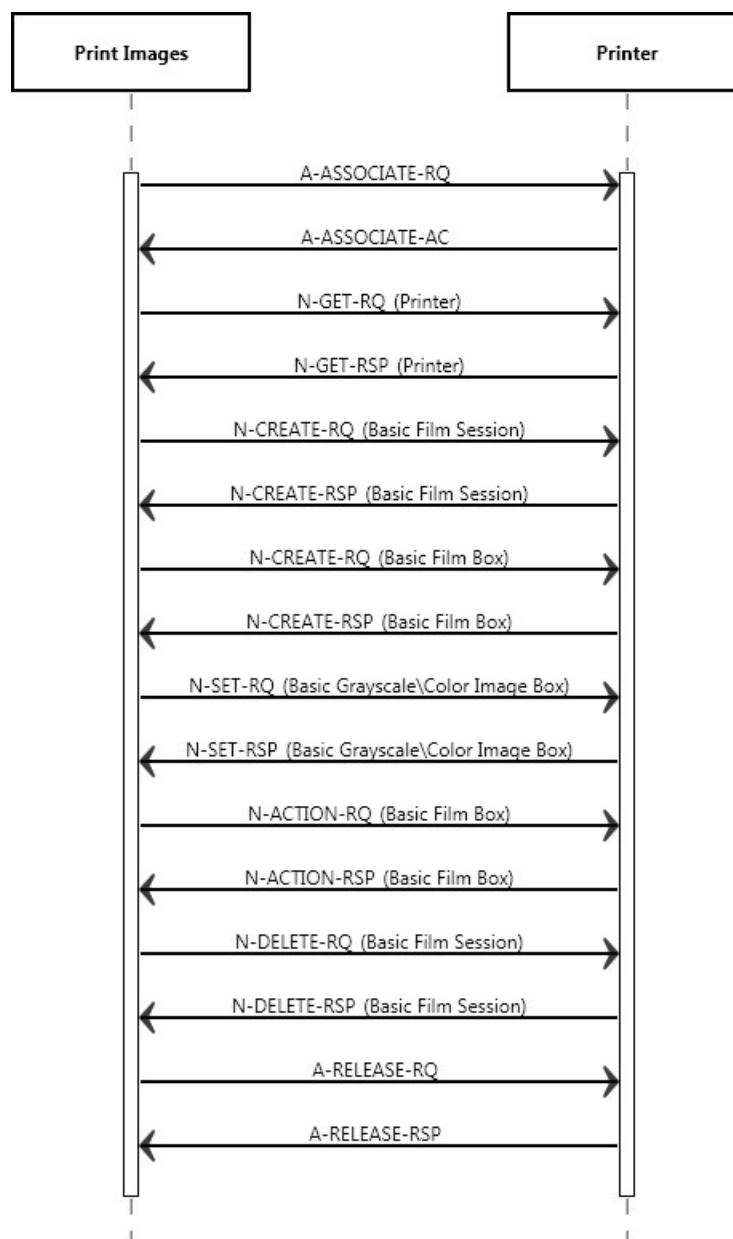 Print Images
Printer
A-ASSOCIATE-RQ
A-ASSOCIATE-AC
N-GET-RQ (Printer)
N-GET-RSP (Printer)
N-CREATE-RQ (Basic Film Session)
N-CREATE-RSP (Basic Film Session)
N-CREATE-RQ (Basic Film Box)
N-CREATE-RSP (Basic Film Box)
N-SET-RQ (Basic Grayscale\Color Image Box)
N-SET-RSP (Basic Grayscale\Color Image Box)
N-ACTION-RQ (Basic Film Box)
N-ACTION-RSP (Basic Film Box)
N-DELETE-RQ (Basic Film Session)
N-DELETE-RSP (Basic Film Session)
A-RELEASE-RQ
A-RELEASE-RSP